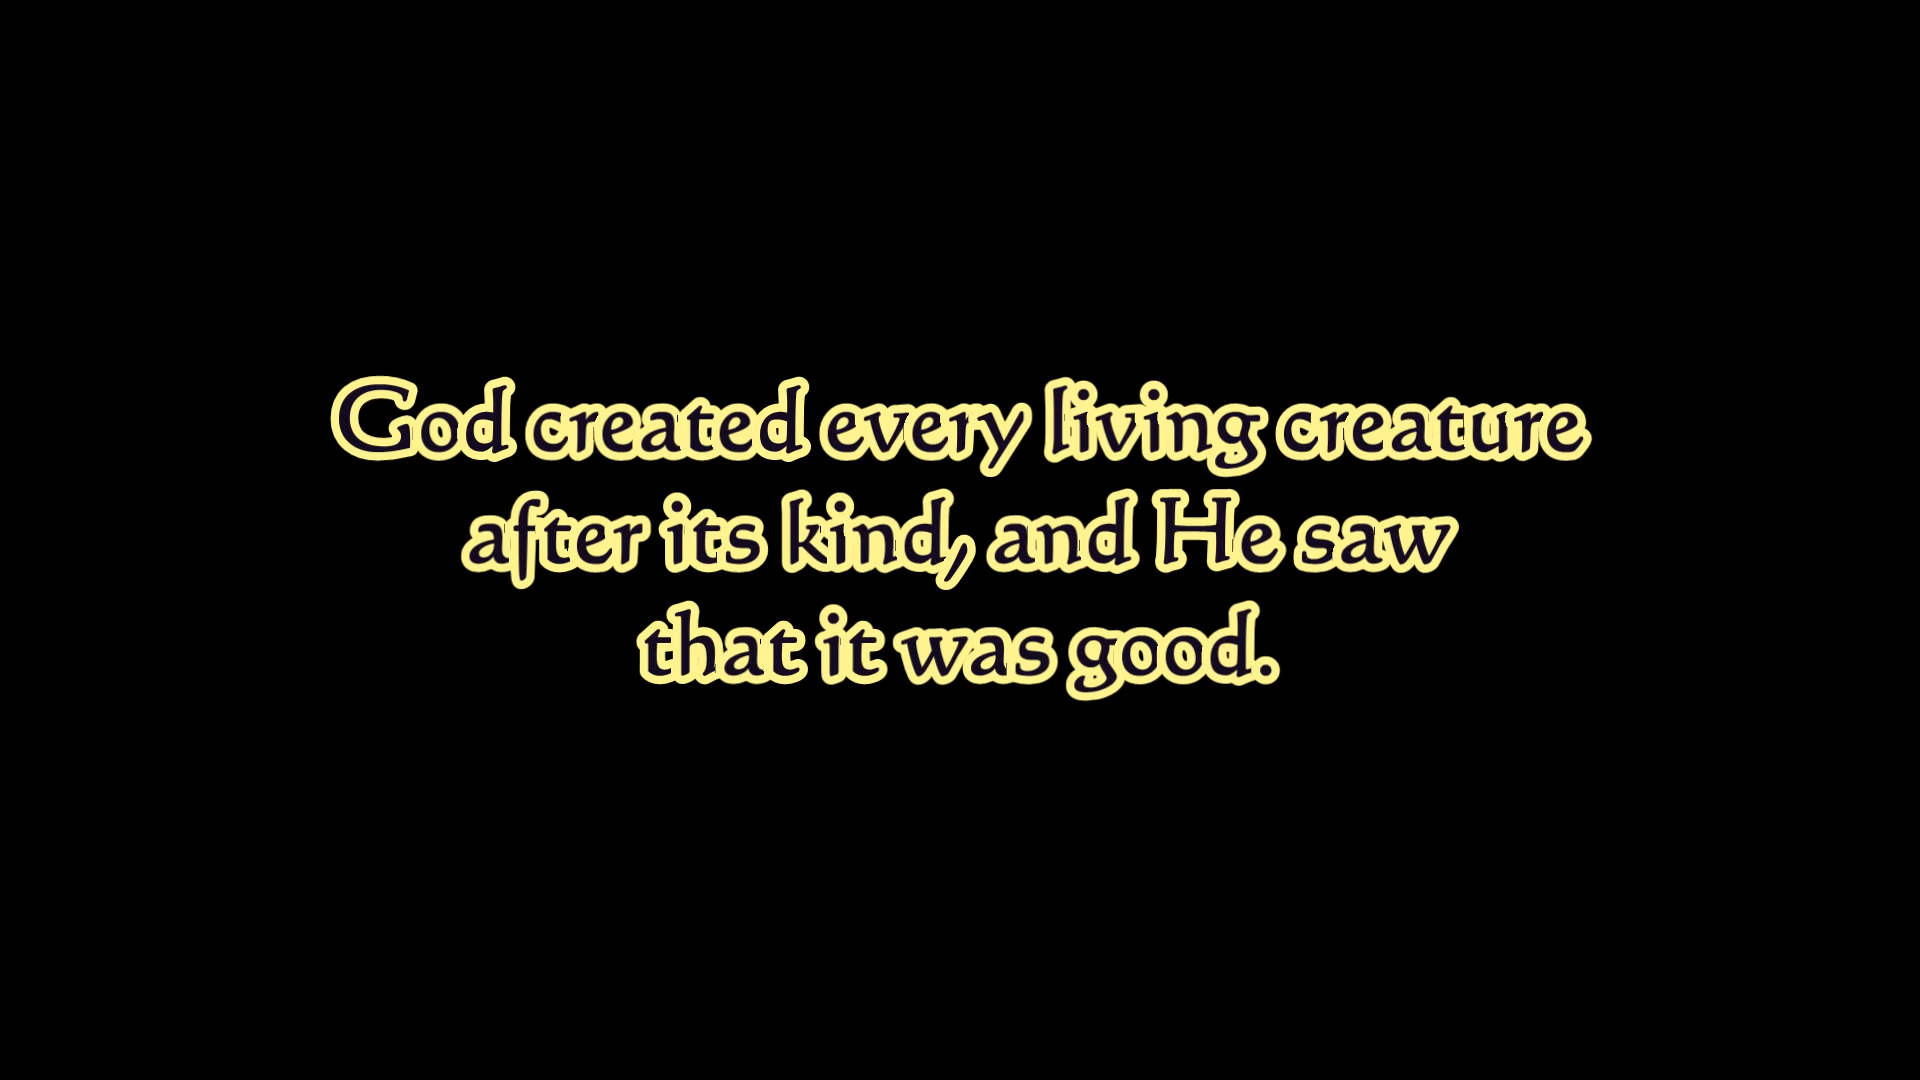 God created every living creature
after its kind, and He saw
that it was good.